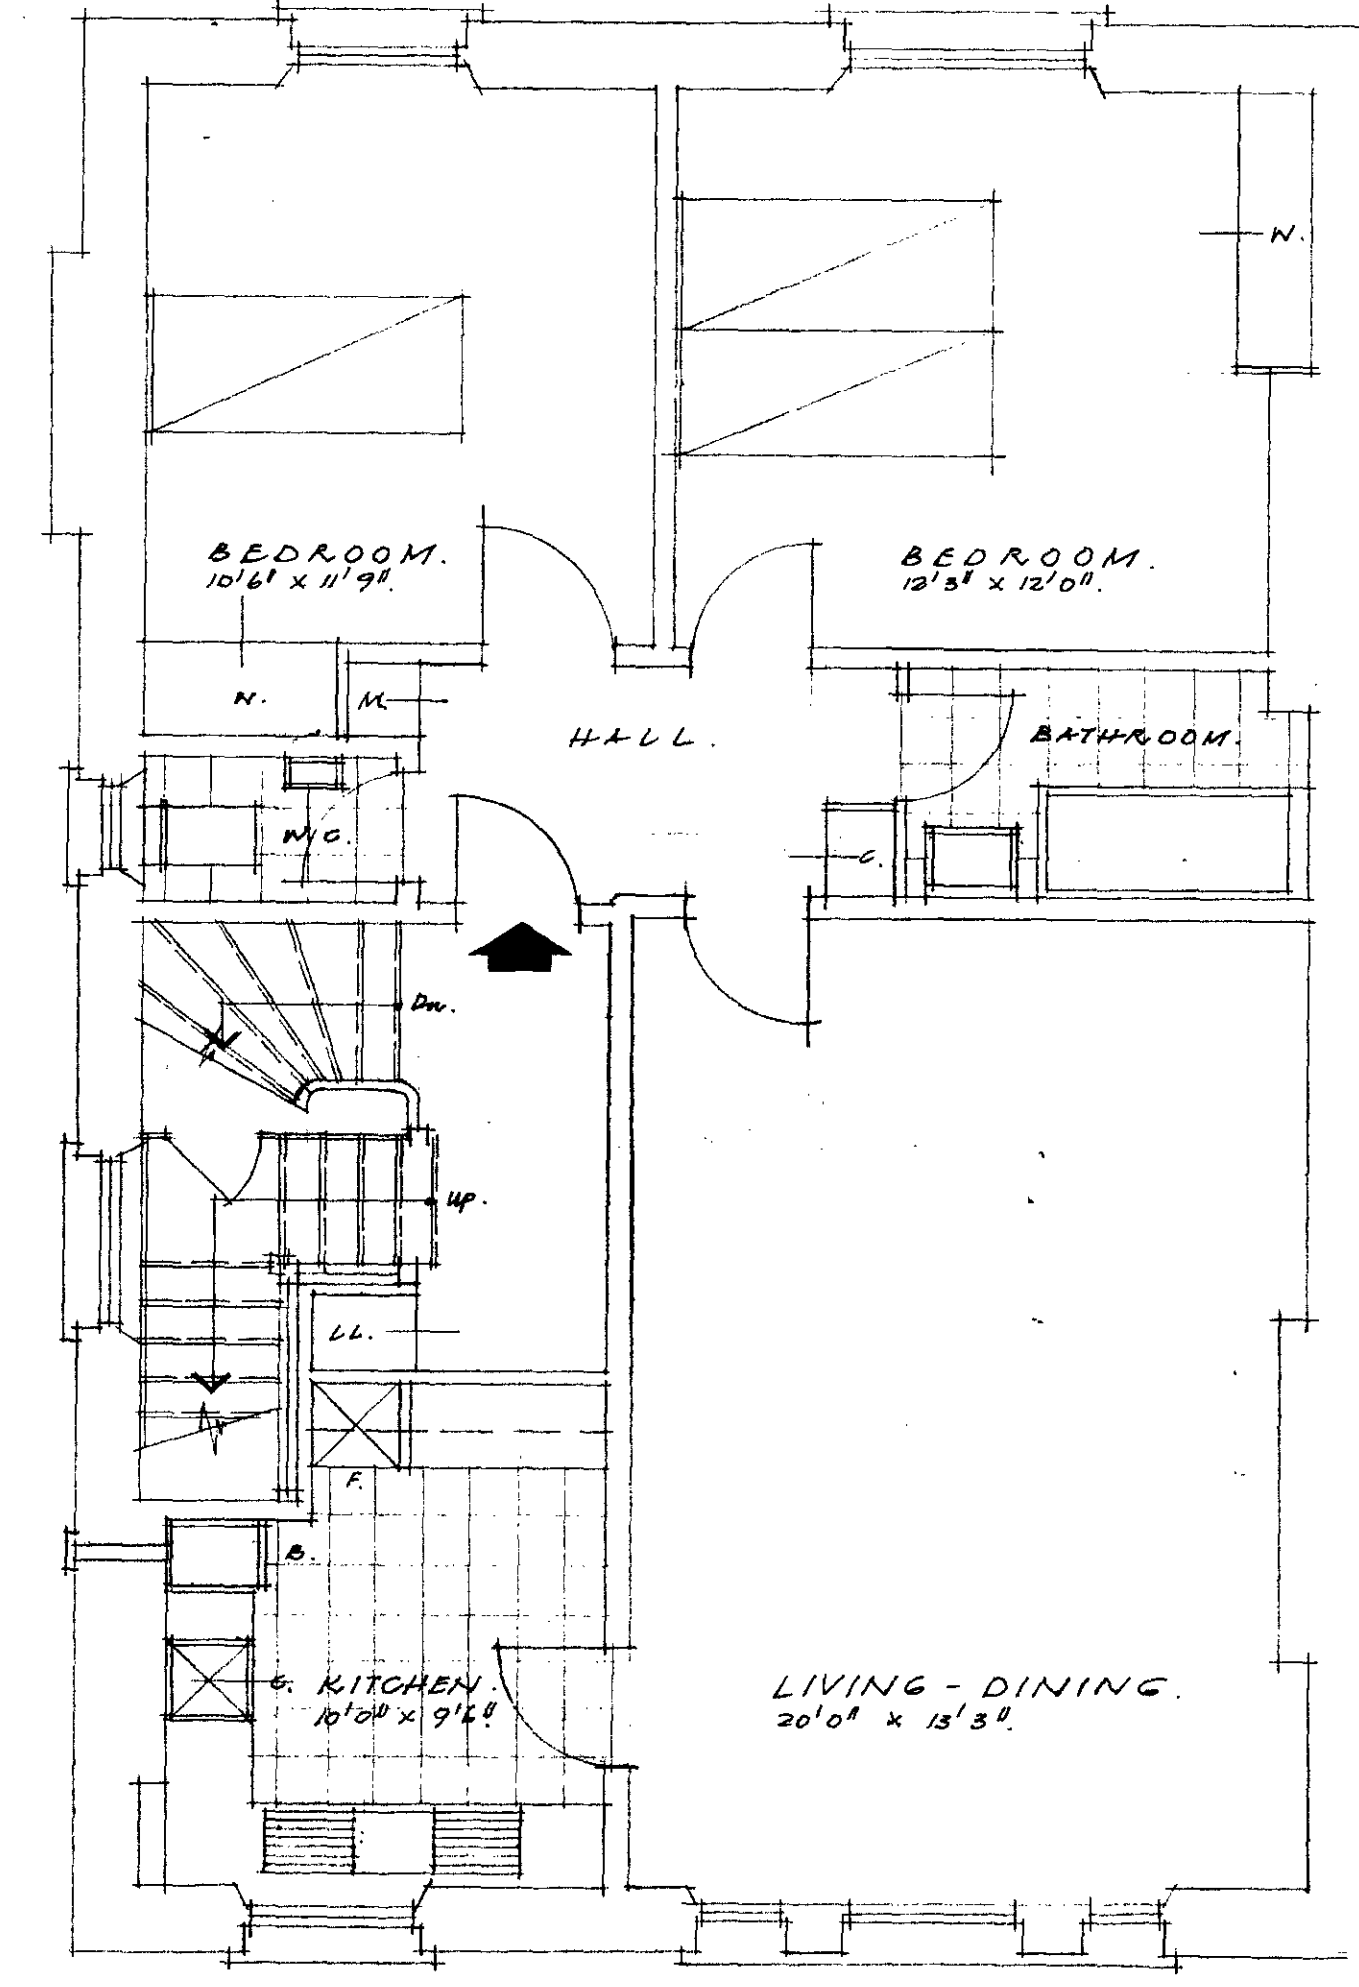 W.
BEDROOM.
10'6" x 11'9".
BEDROOM.
12'3" x 12'0".
W.
M.
HALL.
BATHROOM.
W/C.
C.
Dn.
Up.
LL.
F.
B.
C. KITCHEN.
10'0" x 9'6".
LIVING - DINING.
20'0" x 13'3".